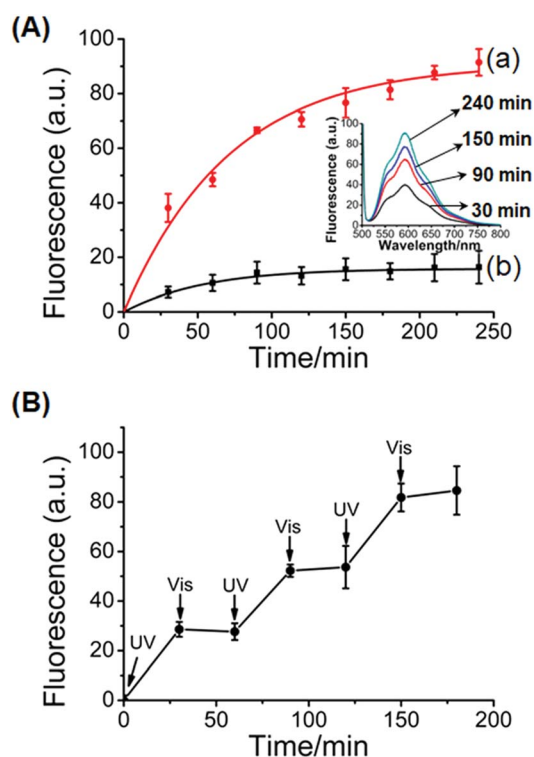 (A)
Fluorescence (a.u.)
100
80
60
40
20
0
0 50 100 150 200 250
Time/min
(a)
(b)
Fluorescence (a.u.)
100
80
60
40
20
0
500 550 600 650 700 750 800
Wavelength/nm
240 min
150 min
90 min
30 min
(B)
Fluorescence (a.u.)
100
80
60
40
20
0
0 50 100 150 200
Time/min
UV
Vis
UV
Vis
UV
Vis